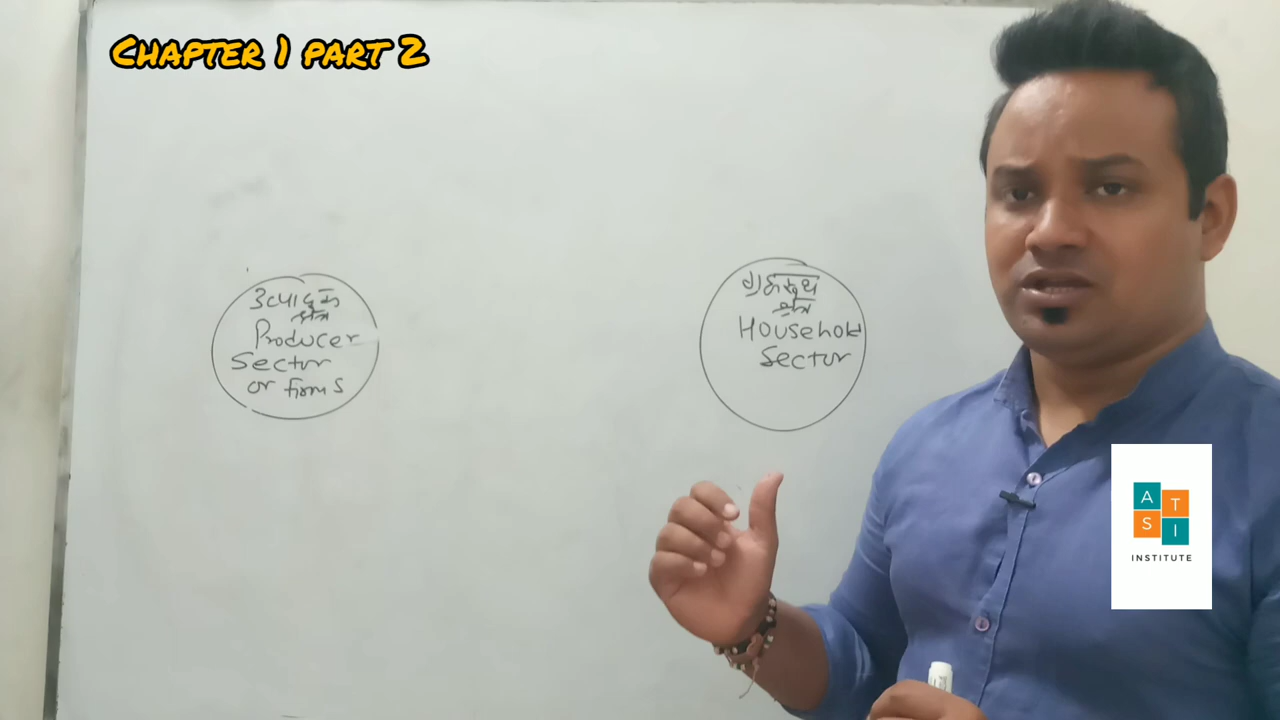 CHAPTER 1 PART 2
उत्पादक
क्षेत्र
Producer
Sector
or firms
गृहस्थ
क्षेत्र
Household
Sector
A T
S I
INSTITUTE